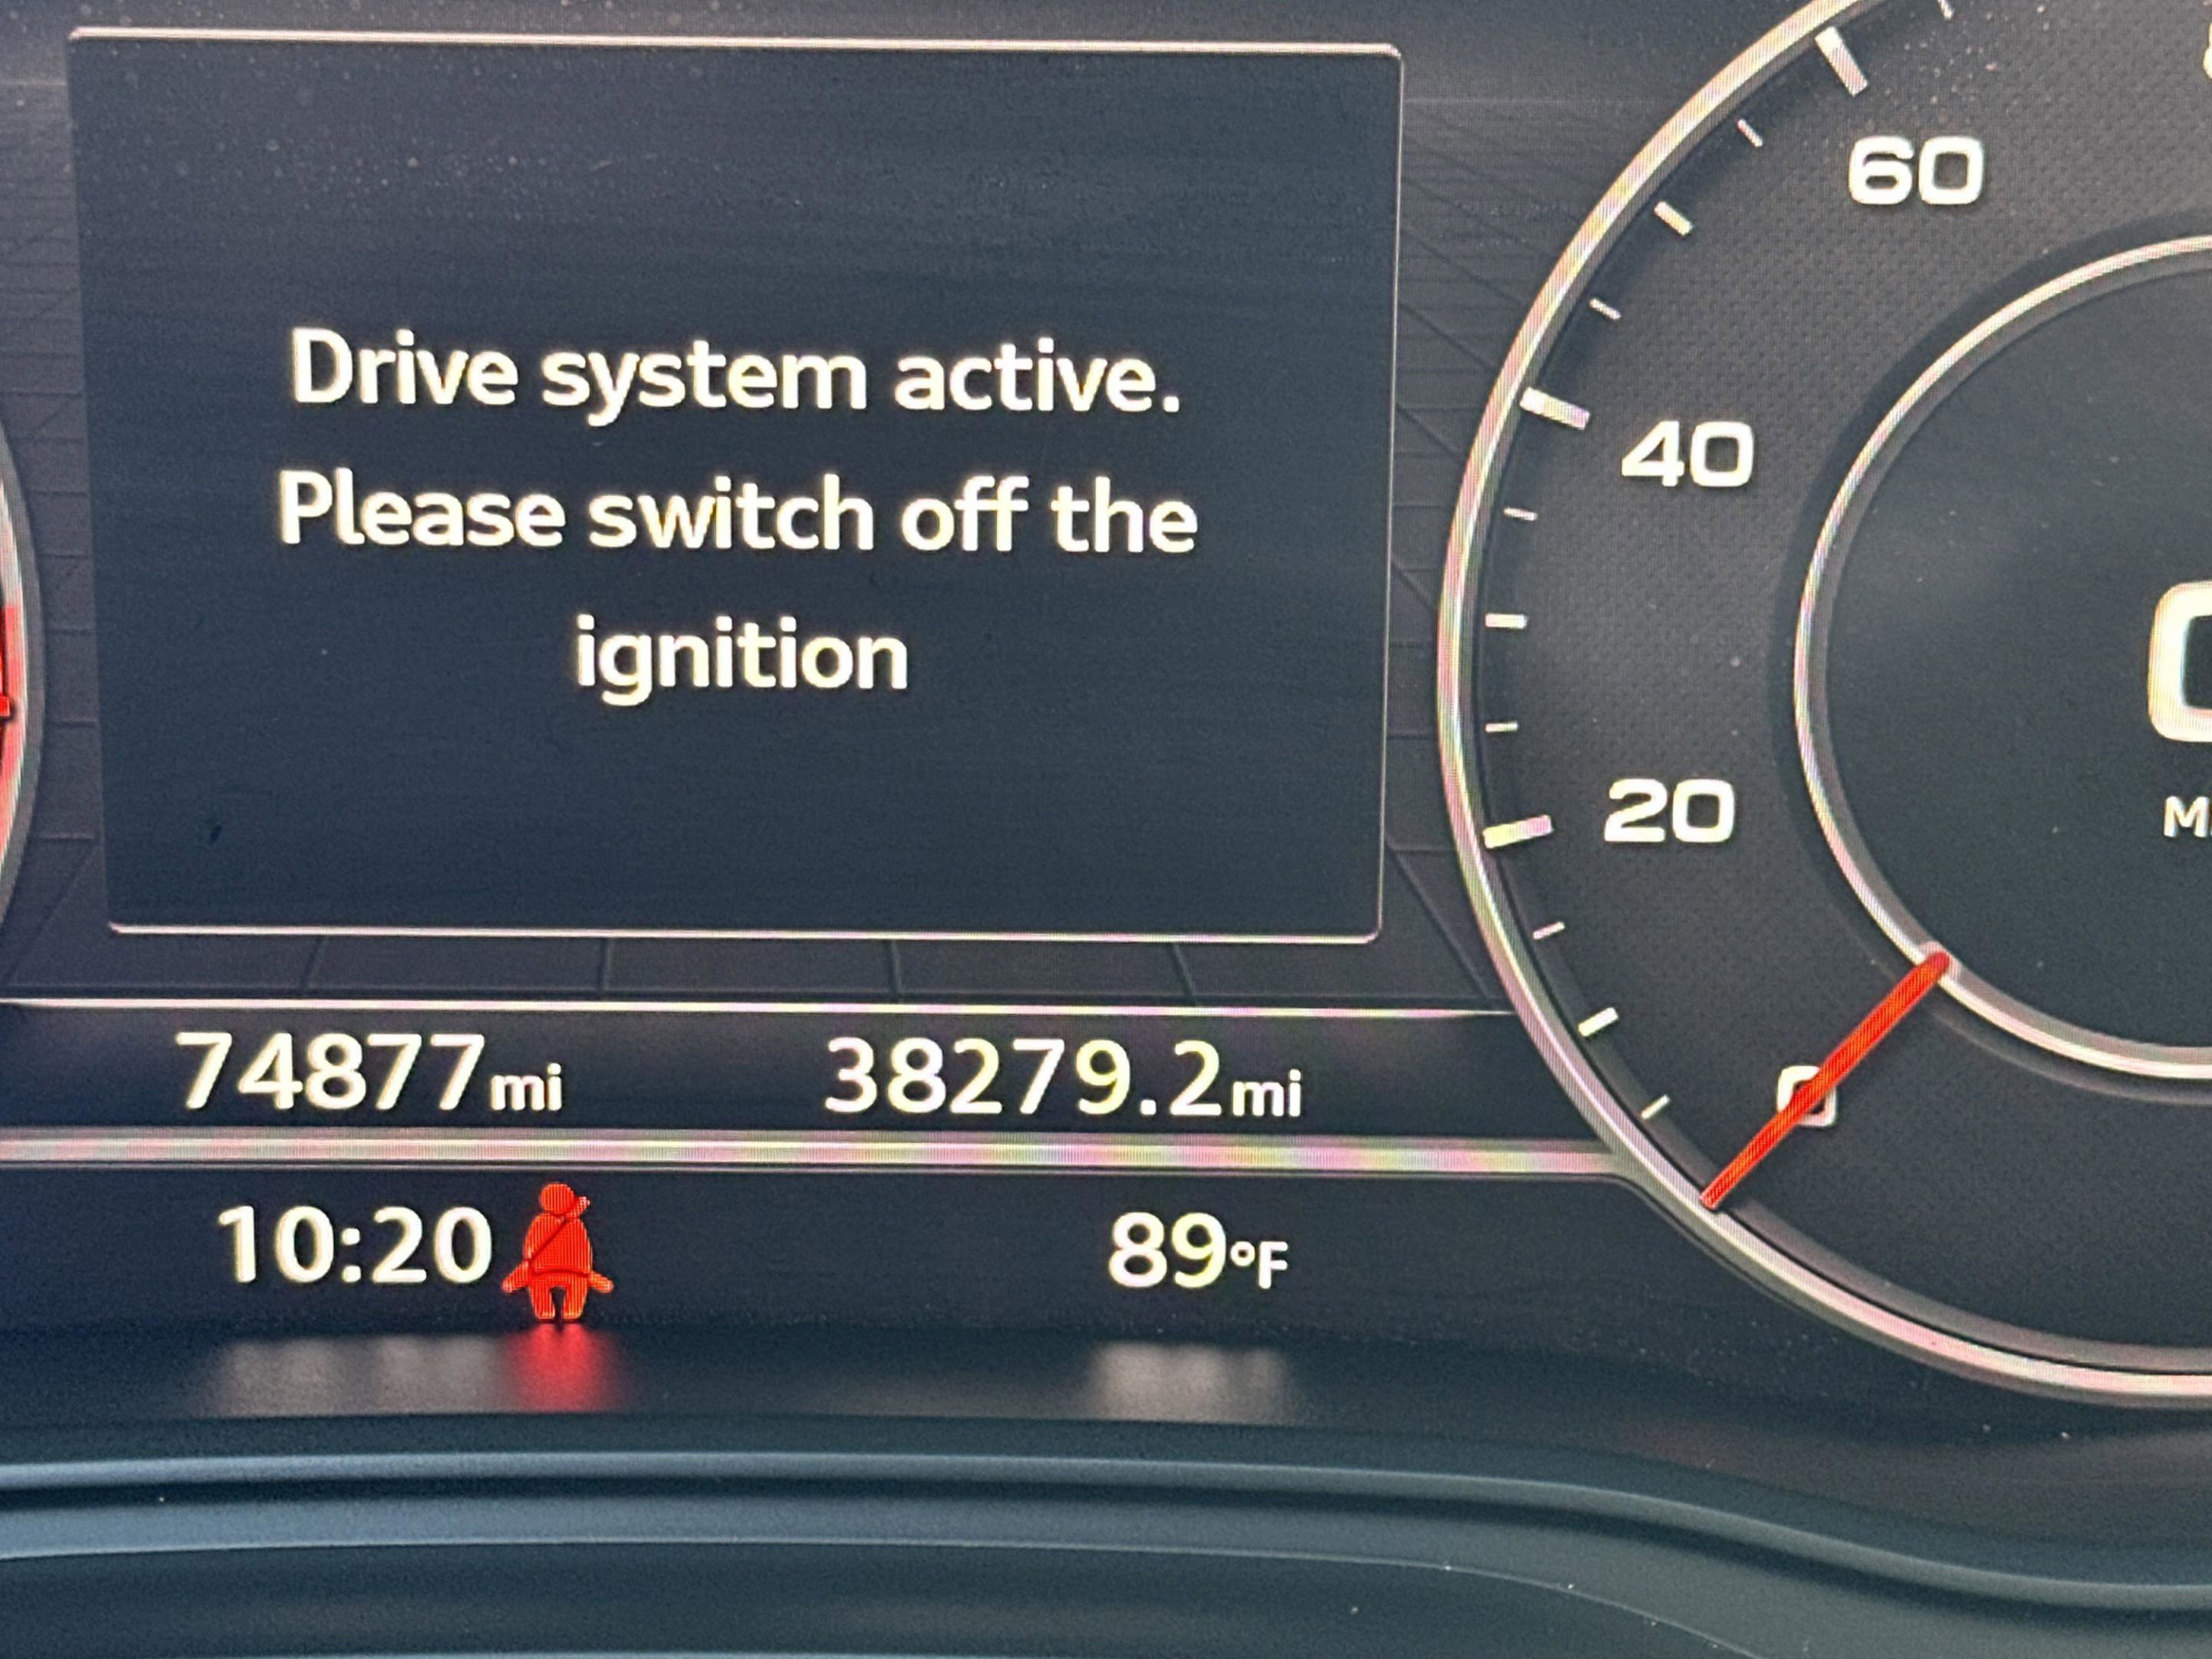 Drive system active.
Please switch off the
ignition
60
40
20
0
74877mi
38279.2mi
10:20
89°F